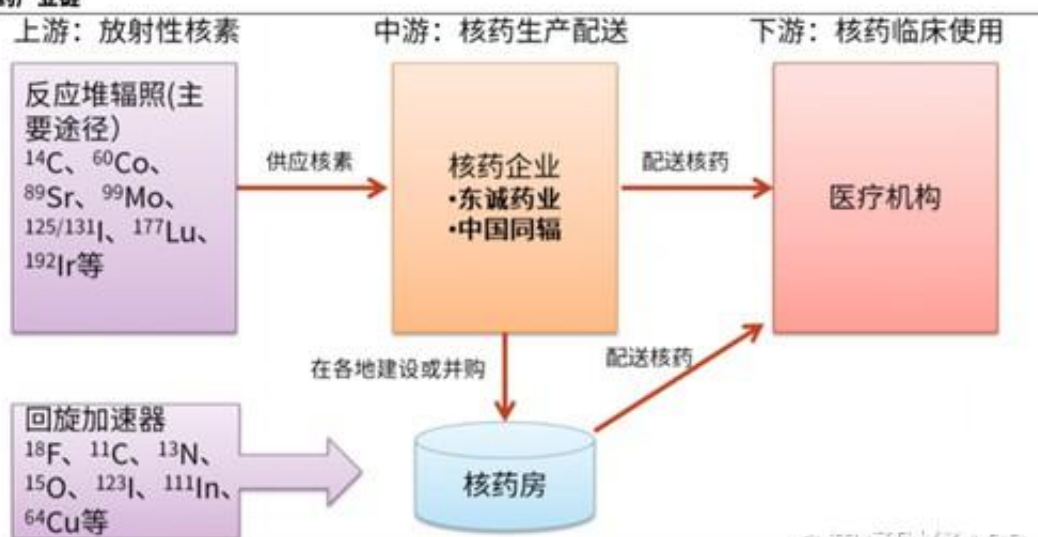 上游：放射性核素
中游：核药生产配送
下游：核药临床使用
反应堆辐照(主
要途径）
¹⁴C、⁶⁰Co、
⁸⁹Sr、⁹⁹Mo、
¹²⁵/¹³¹I、¹⁷⁷Lu、
¹⁹²Ir等
供应核素
核药企业
•东诚药业
•中国同辐
配送核药
医疗机构
在各地建设或并购
配送核药
回旋加速器
¹⁸F、¹¹C、¹³N、
¹⁵O、¹²³I、¹¹¹In、
⁶⁴Cu等
核药房